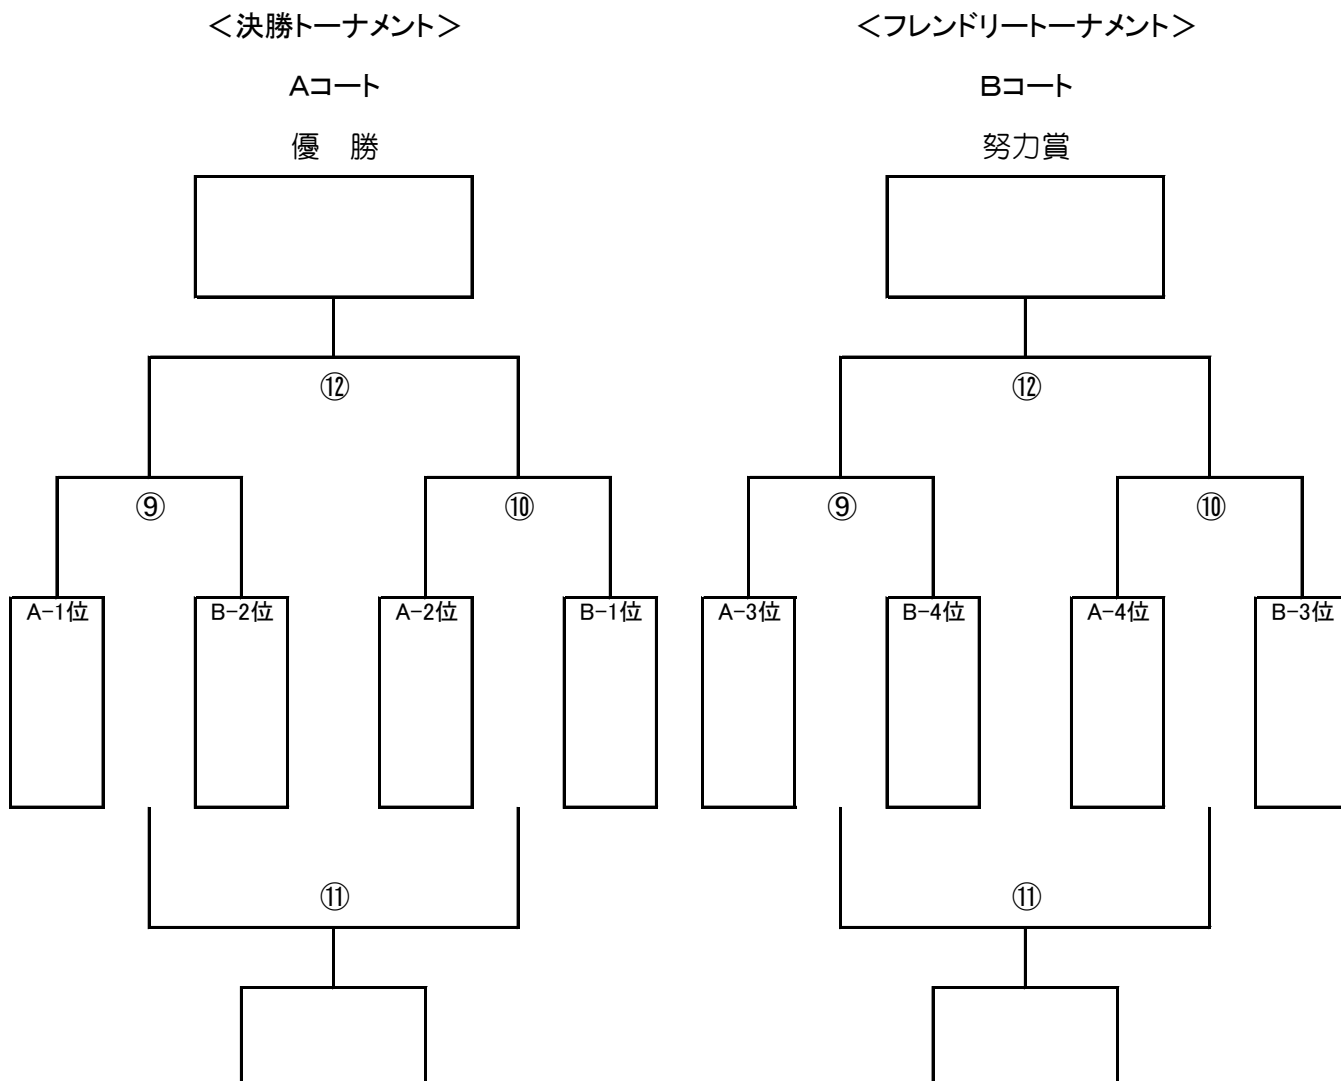 ＜決勝トーナメント＞
Aコート
優　勝
⑫
⑨ ⑩
A-1位 B-2位 A-2位 B-1位
⑪
＜フレンドリートーナメント＞
Bコート
努力賞
⑫
⑨ ⑩
A-3位 B-4位 A-4位 B-3位
⑪